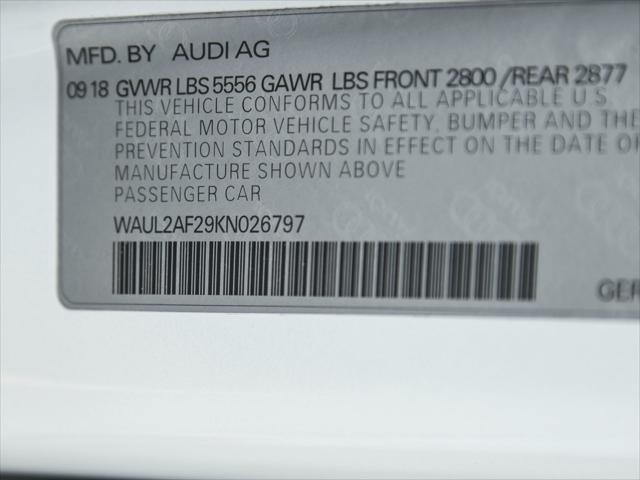 MFD. BY AUDI AG
09 18 GVWR LBS 5556 GAWR LBS FRONT 2800 / REAR 2877
THIS VEHICLE CONFORMS TO ALL APPLICABLE U.S.
FEDERAL MOTOR VEHICLE SAFETY, BUMPER AND THE
PREVENTION STANDARDS IN EFFECT ON THE DATE OF
MANUFACTURE SHOWN ABOVE
PASSENGER CAR
WAUL2AF29KN026797
GER